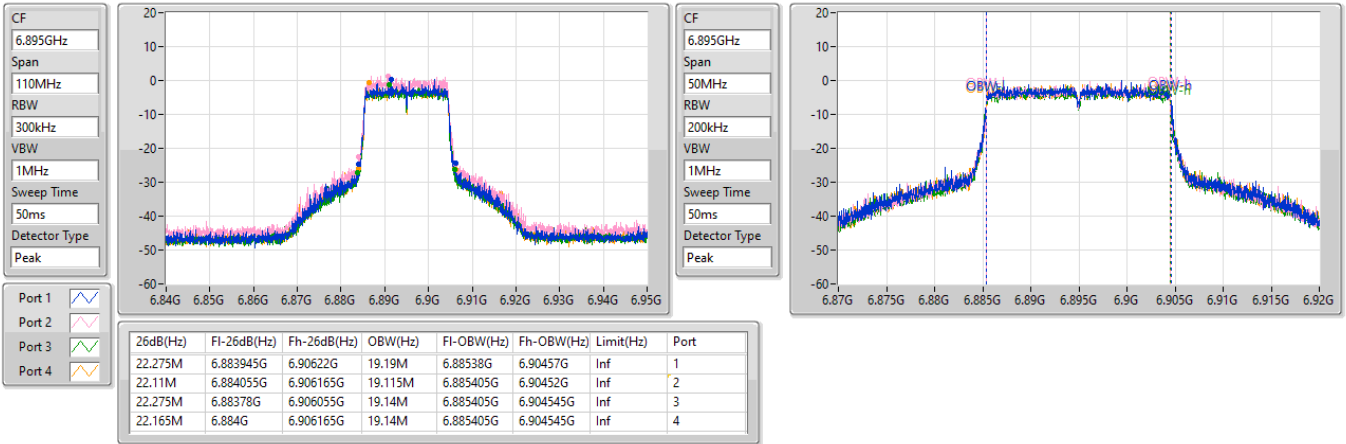 CF
6.895GHz
Span
110MHz
RBW
300kHz
VBW
1MHz
Sweep Time
50ms
Detector Type
Peak
20
10
0
-10
-20
-30
-40
-50
-60
6.84G 6.85G 6.86G 6.87G 6.88G 6.89G 6.9G 6.91G 6.92G 6.93G 6.94G 6.95G
CF
6.895GHz
Span
50MHz
RBW
200kHz
VBW
1MHz
Sweep Time
50ms
Detector Type
Peak
20
10
0
-10
-20
-30
-40
-50
-60
OBW-h
6.87G 6.875G 6.88G 6.885G 6.89G 6.895G 6.9G 6.905G 6.91G 6.915G 6.92G
Port 1
Port 2
Port 3
Port 4
26dB(Hz) Fl-26dB(Hz) Fh-26dB(Hz) OBW(Hz) Fl-OBW(Hz) Fh-OBW(Hz) Limit(Hz) Port
22.275M 6.883945G 6.90622G 19.19M 6.88538G 6.90457G Inf 1
22.11M 6.884055G 6.906165G 19.115M 6.885405G 6.90452G Inf 2
22.275M 6.88378G 6.906055G 19.14M 6.885405G 6.904545G Inf 3
22.165M 6.884G 6.906165G 19.14M 6.885405G 6.904545G Inf 4